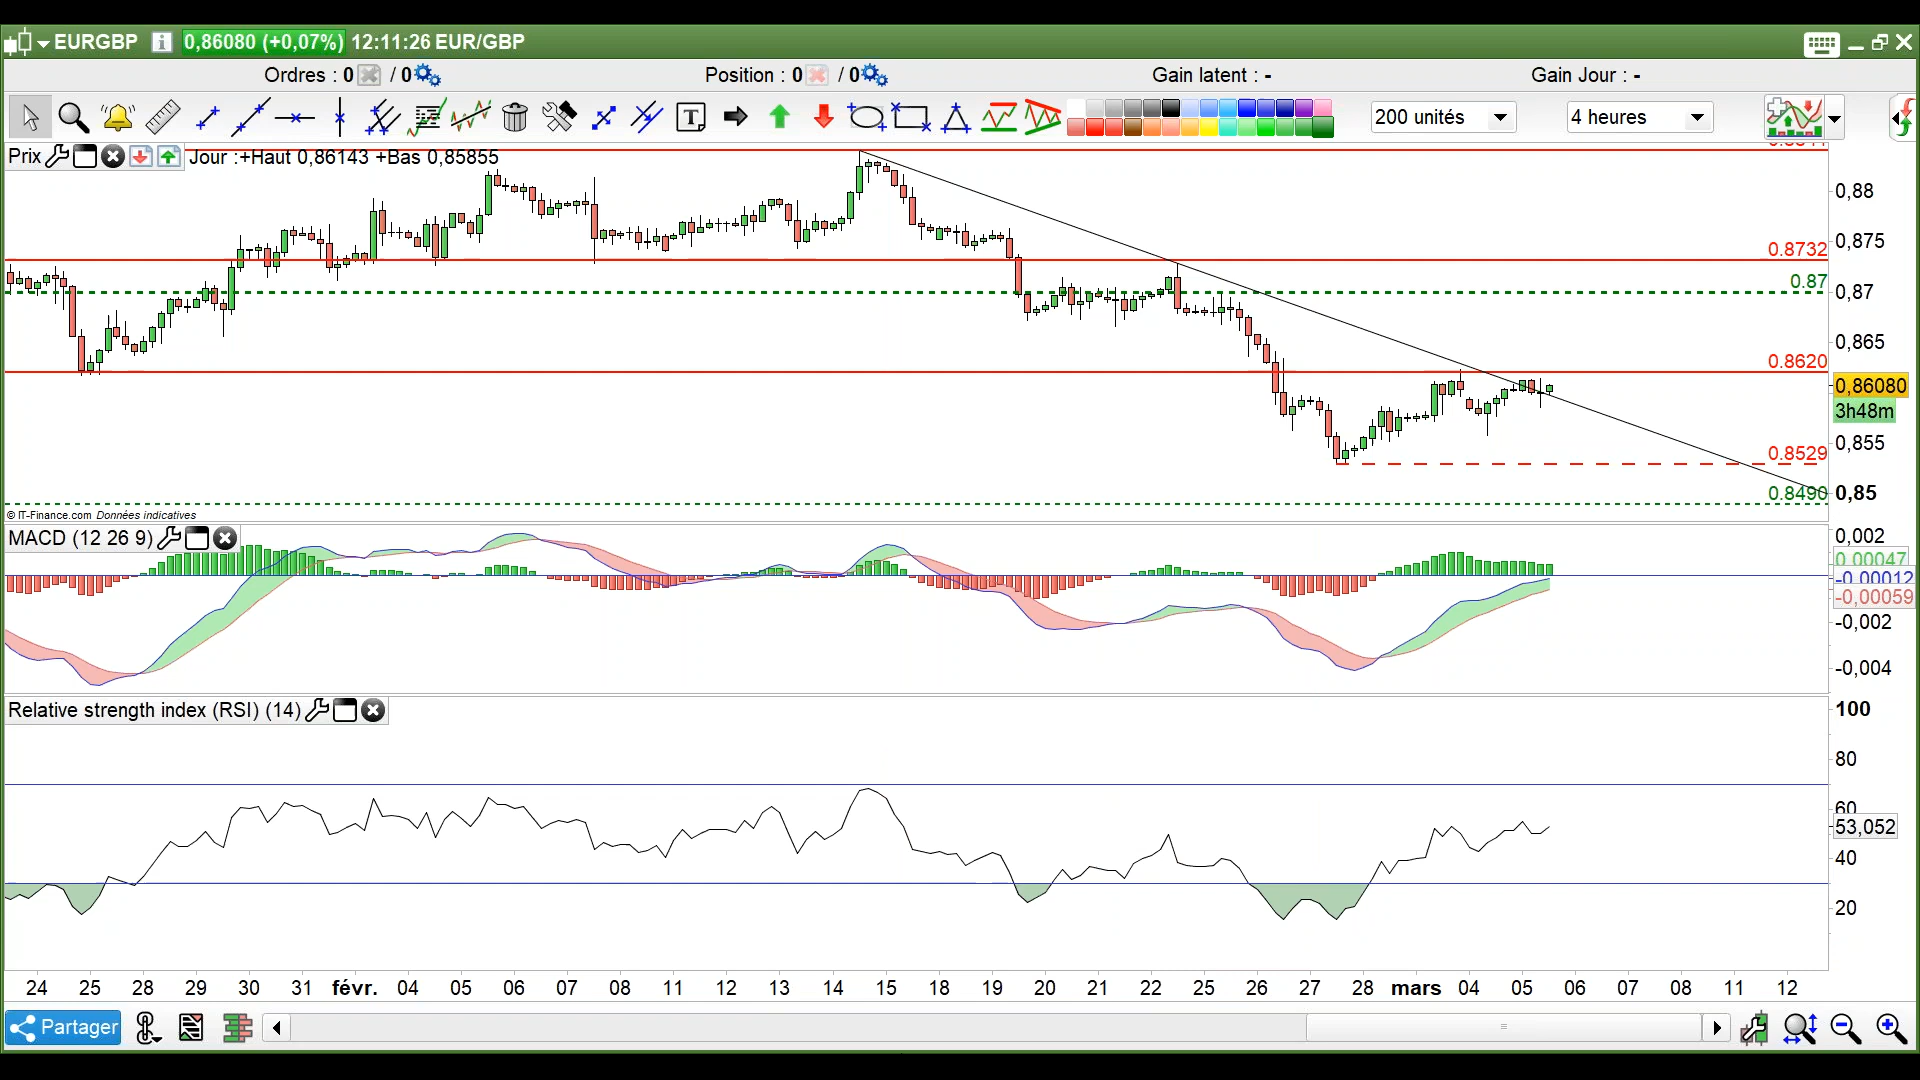 EURGBP i 0,86080 (+0,07%) 12:11:26 EUR/GBP
Ordres : 0 / 0 Position : 0 / 0 Gain latent : - Gain Jour : -
T 200 unités 4 heures
Prix Jour :+Haut 0,86143 +Bas 0,85855
0,88
0,875
0.8732
0.87
0,87
0,865
0.8620
0,86080
3h48m
0,855
0.8529
0.8490
0,85
© IT-Finance.com Données indicatives
MACD (12 26 9)
0,002
0,00047
-0,00012
-0,00059
-0,002
-0,004
Relative strength index (RSI) (14)
100
80
60
53,052
40
20
24 25 28 29 30 31 févr. 04 05 06 07 08 11 12 13 14 15 18 19 20 21 22 25 26 27 28 mars 04 05 06 07 08 11 12
Partager